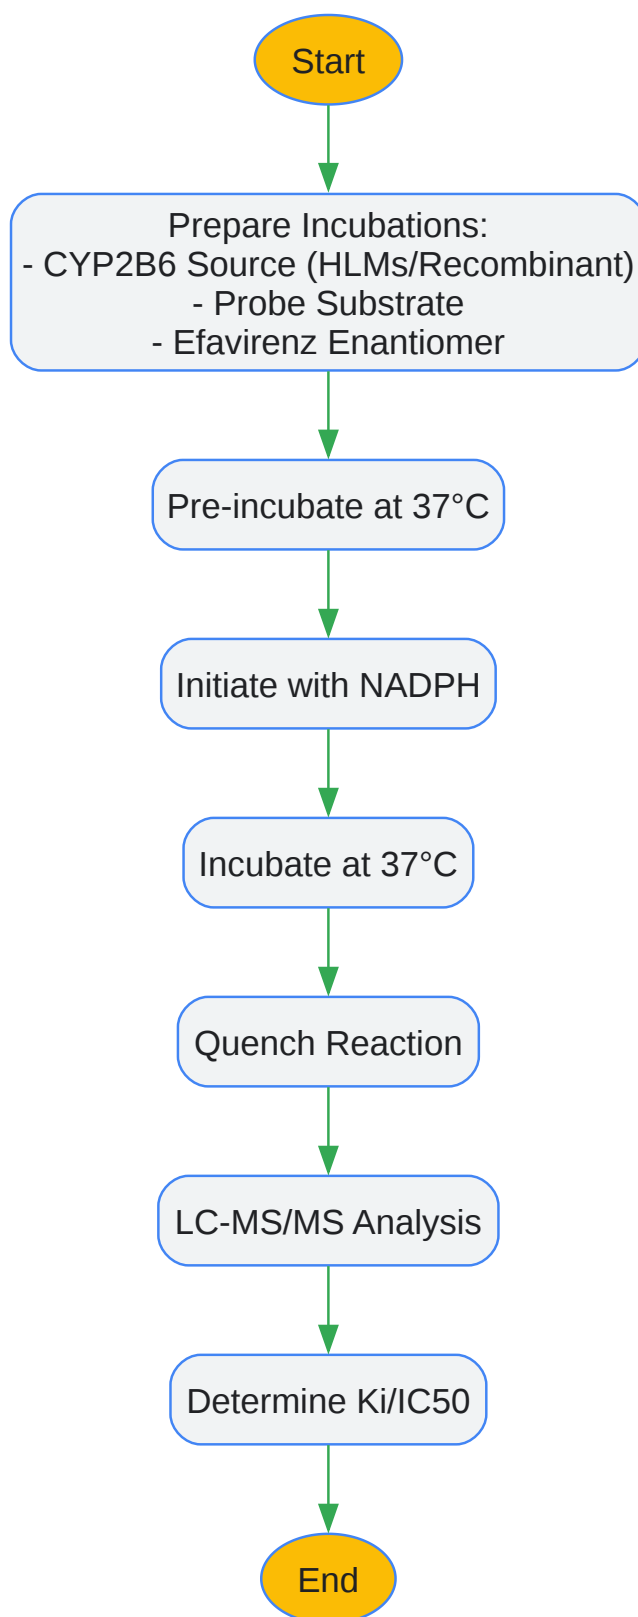 Start
Prepare Incubations:
- CYP2B6 Source (HLMs/Recombinant)
- Probe Substrate
- Efavirenz Enantiomer
Pre-incubate at 37°C
Initiate with NADPH
Incubate at 37°C
Quench Reaction
LC-MS/MS Analysis
Determine Ki/IC50
End